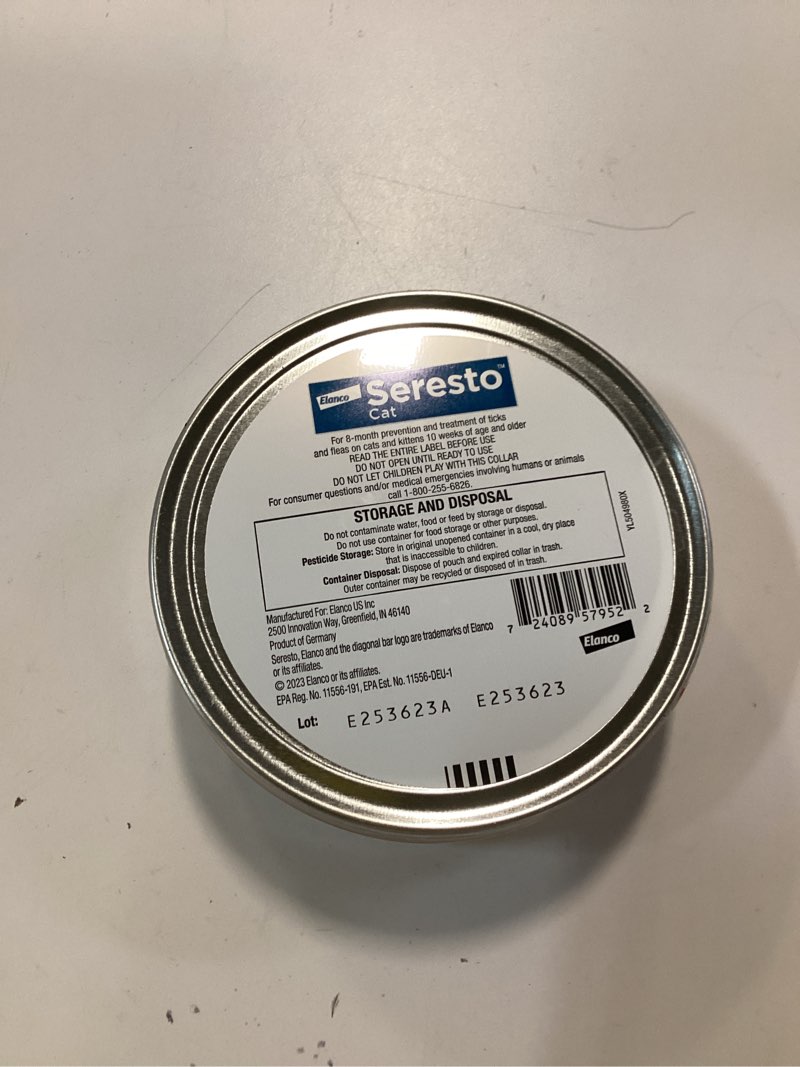 Elanco Seresto™
Cat
For 8-month prevention and treatment of ticks
and fleas on cats and kittens 10 weeks of age and older
READ THE ENTIRE LABEL BEFORE USE
DO NOT OPEN UNTIL READY TO USE
DO NOT LET CHILDREN PLAY WITH THIS COLLAR
For consumer questions and/or medical emergencies involving humans or animals
call 1-800-255-6826.
STORAGE AND DISPOSAL
Do not contaminate water, food or feed by storage or disposal.
Do not use container for food storage or other purposes.
Pesticide Storage: Store in original unopened container in a cool, dry place
that is inaccessible to children.
Container Disposal: Dispose of pouch and expired collar in trash.
Outer container may be recycled or disposed of in trash.
YL504986X
Manufactured For: Elanco US Inc
2500 Innovation Way, Greenfield, IN 46140
Product of Germany
Seresto, Elanco and the diagonal bar logo are trademarks of Elanco
or its affiliates.
© 2023 Elanco or its affiliates.
EPA Reg. No. 11556-191, EPA Est. No. 11556-DEU-1
7 24089 57952 2
Elanco
Lot: E253623A E253623